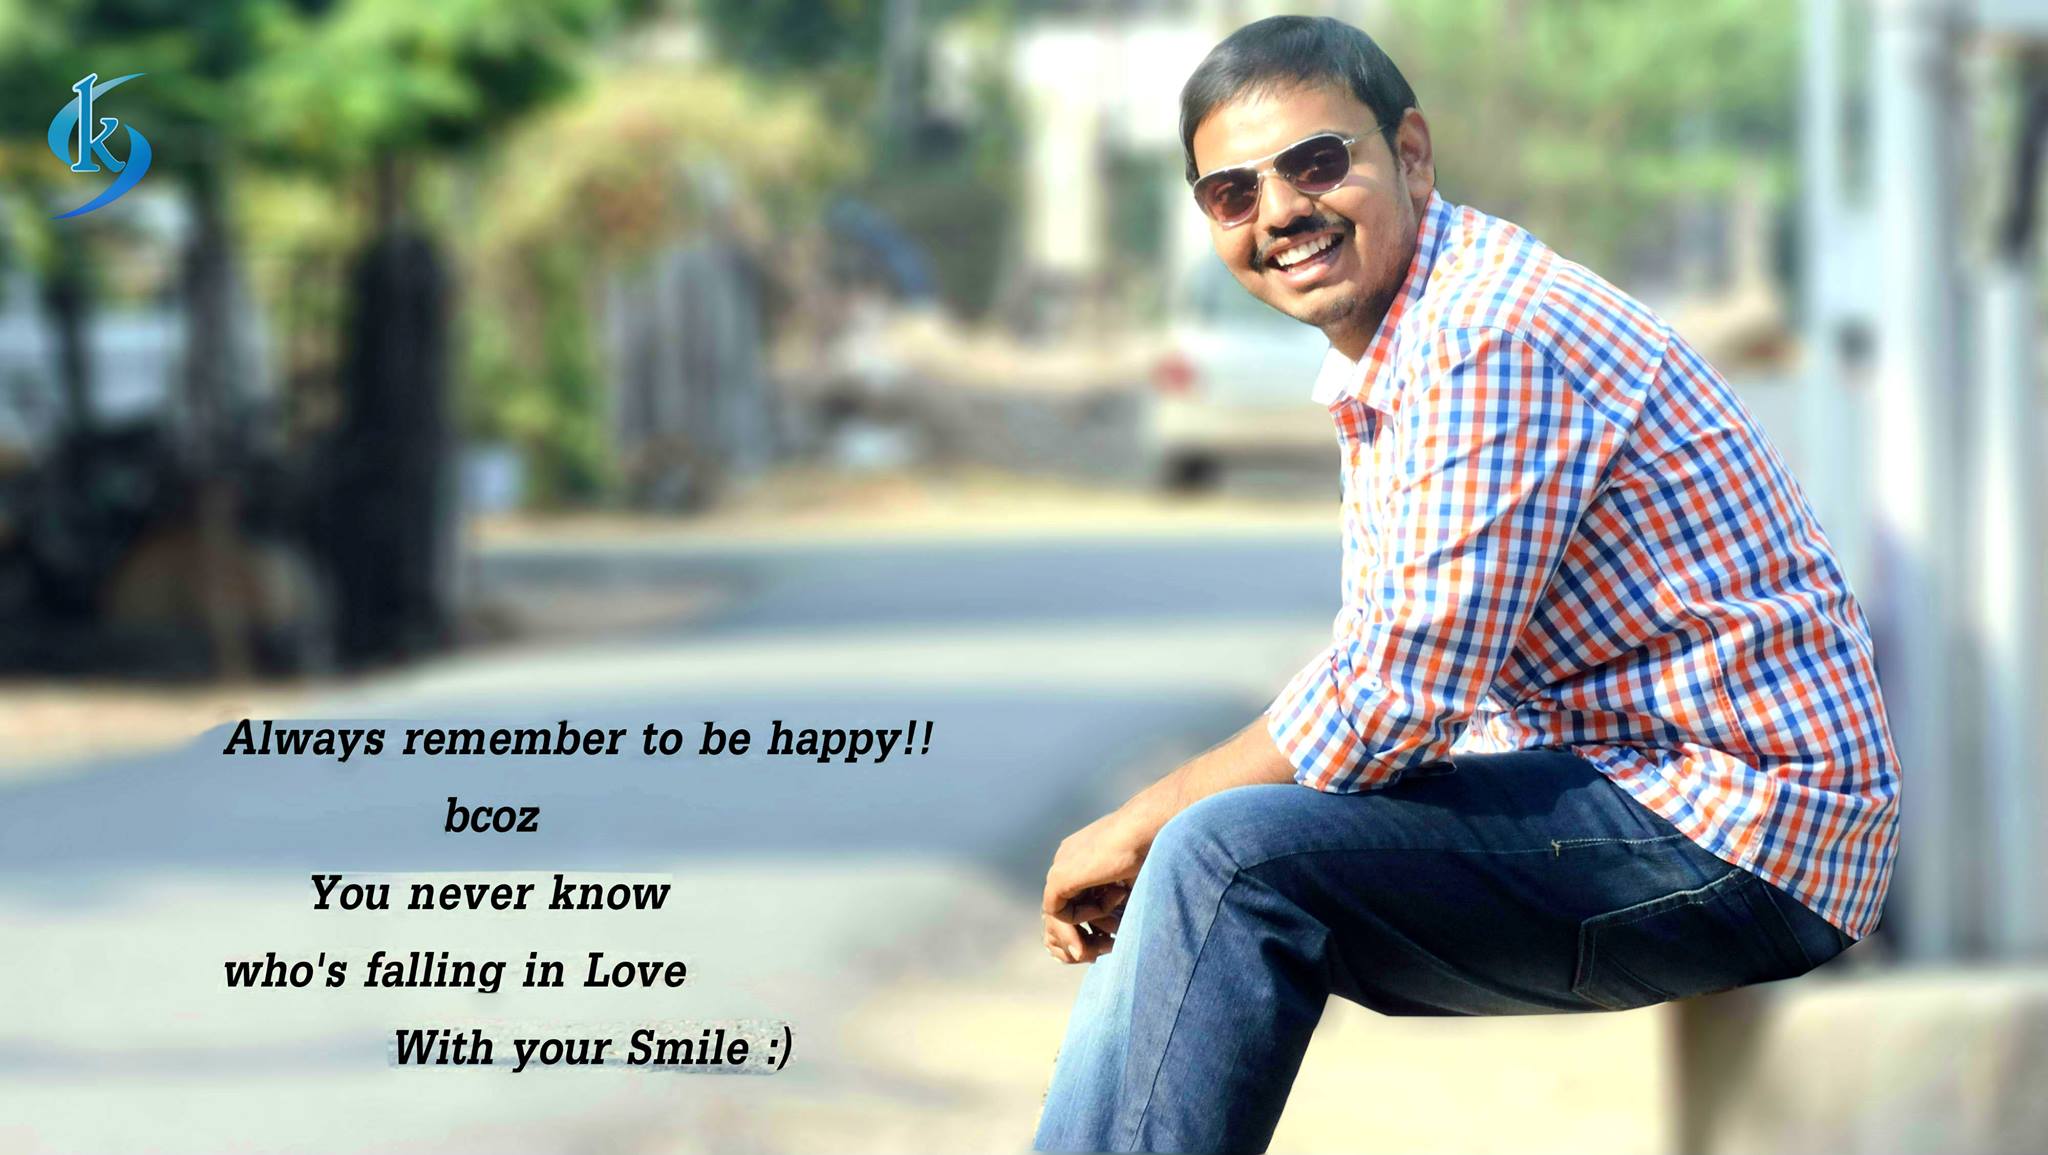 k
Always remember to be happy!!
bcoz
You never know
who's falling in Love
With your Smile :)